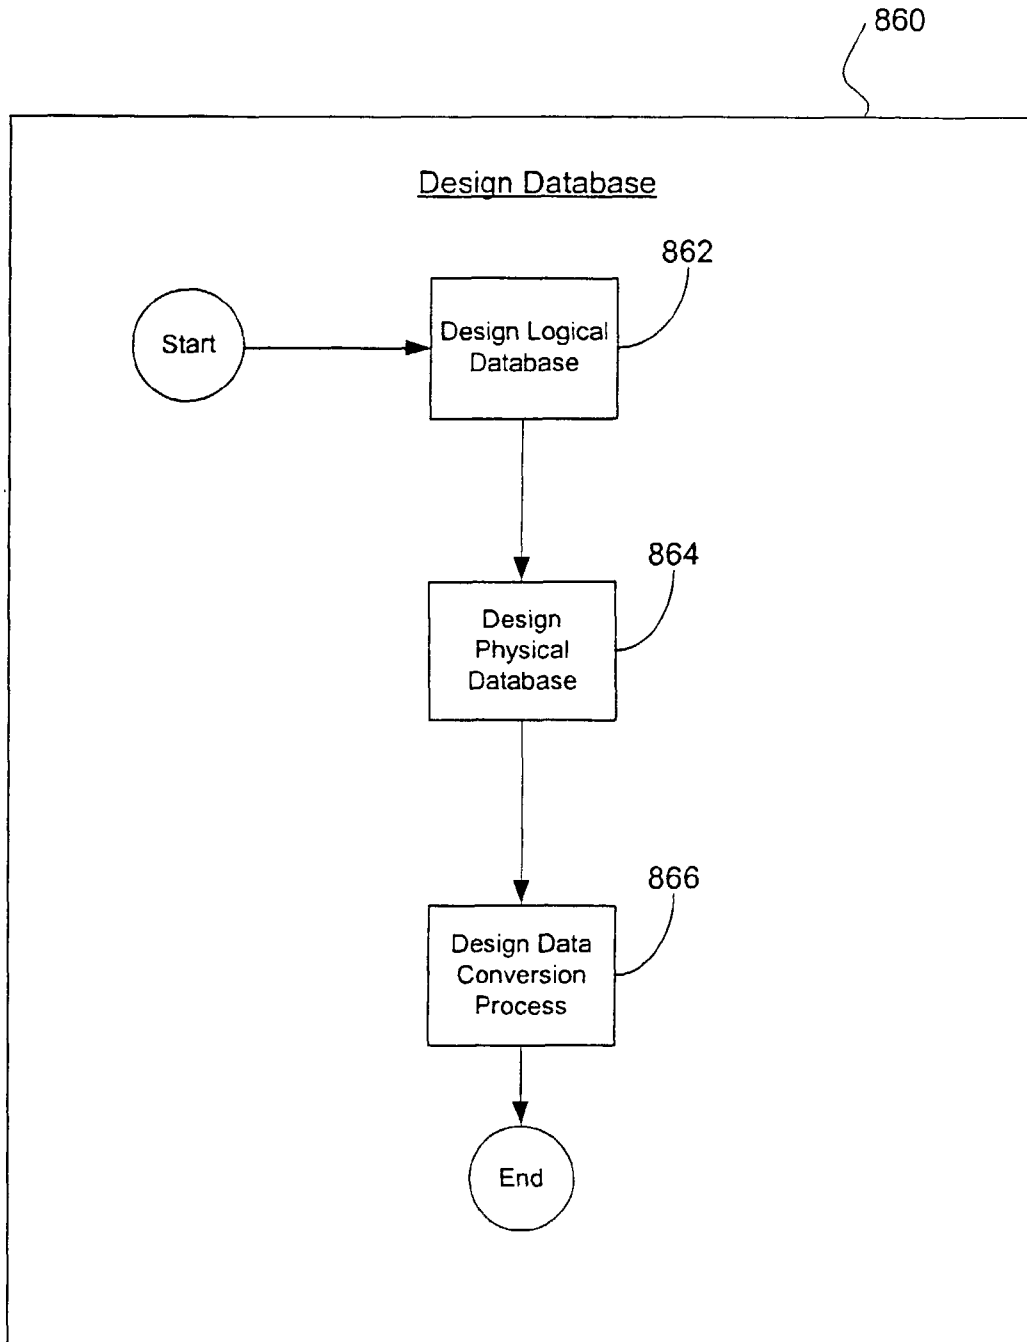 860
Design Database
862
Start
Design Logical
Database
864
Design
Physical
Database
866
Design Data
Conversion
Process
End